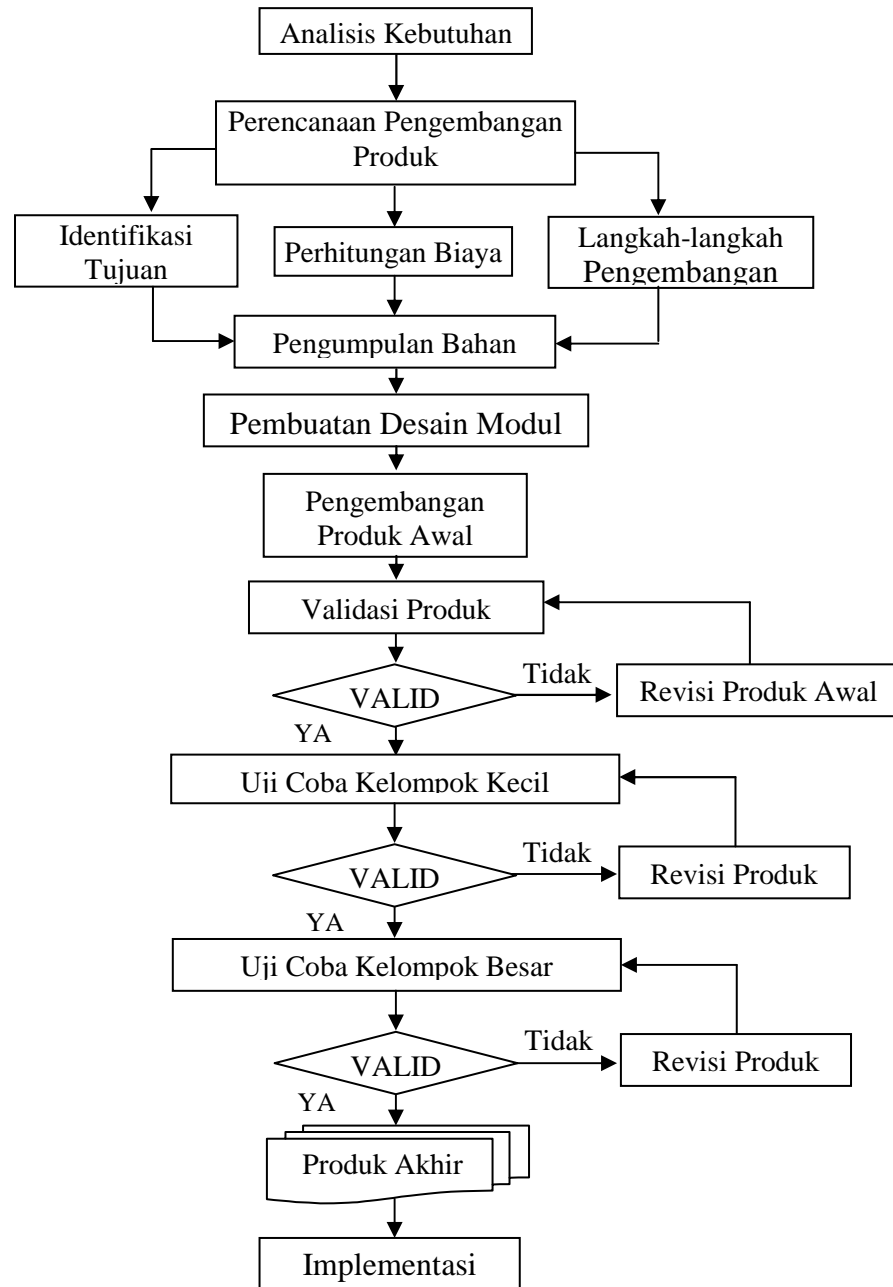 Analisis Kebutuhan
Perencanaan Pengembangan
Produk
Identifikasi
Tujuan
Perhitungan Biaya
Langkah-langkah
Pengembangan
Pengumpulan Bahan
Pembuatan Desain Modul
Pengembangan
Produk Awal
Validasi Produk
VALID
Tidak
Revisi Produk Awal
YA
Uji Coba Kelompok Kecil
VALID
Tidak
Revisi Produk
YA
Uji Coba Kelompok Besar
VALID
Tidak
Revisi Produk
YA
Produk Akhir
Implementasi